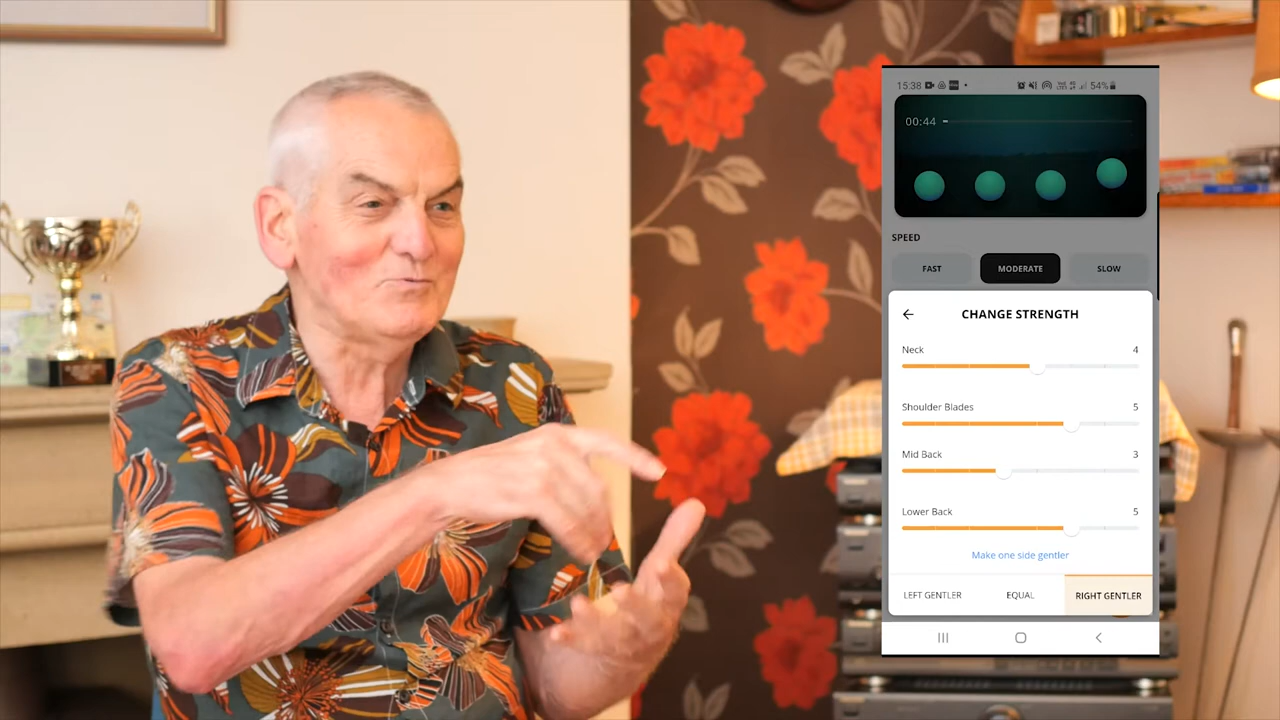 15:38
54%
00:44
SPEED
FAST MODERATE SLOW
CHANGE STRENGTH
Neck 4
Shoulder Blades 5
Mid Back 3
Lower Back 5
Make one side gentler
LEFT GENTLER EQUAL RIGHT GENTLER